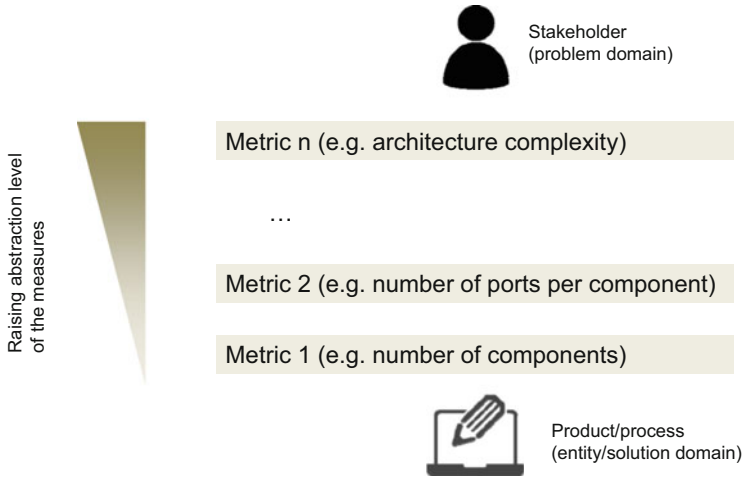 Stakeholder
(problem domain)
Metric n (e.g. architecture complexity)
...
Metric 2 (e.g. number of ports per component)
Metric 1 (e.g. number of components)
Raising abstraction level
of the measures
Product/process
(entity/solution domain)